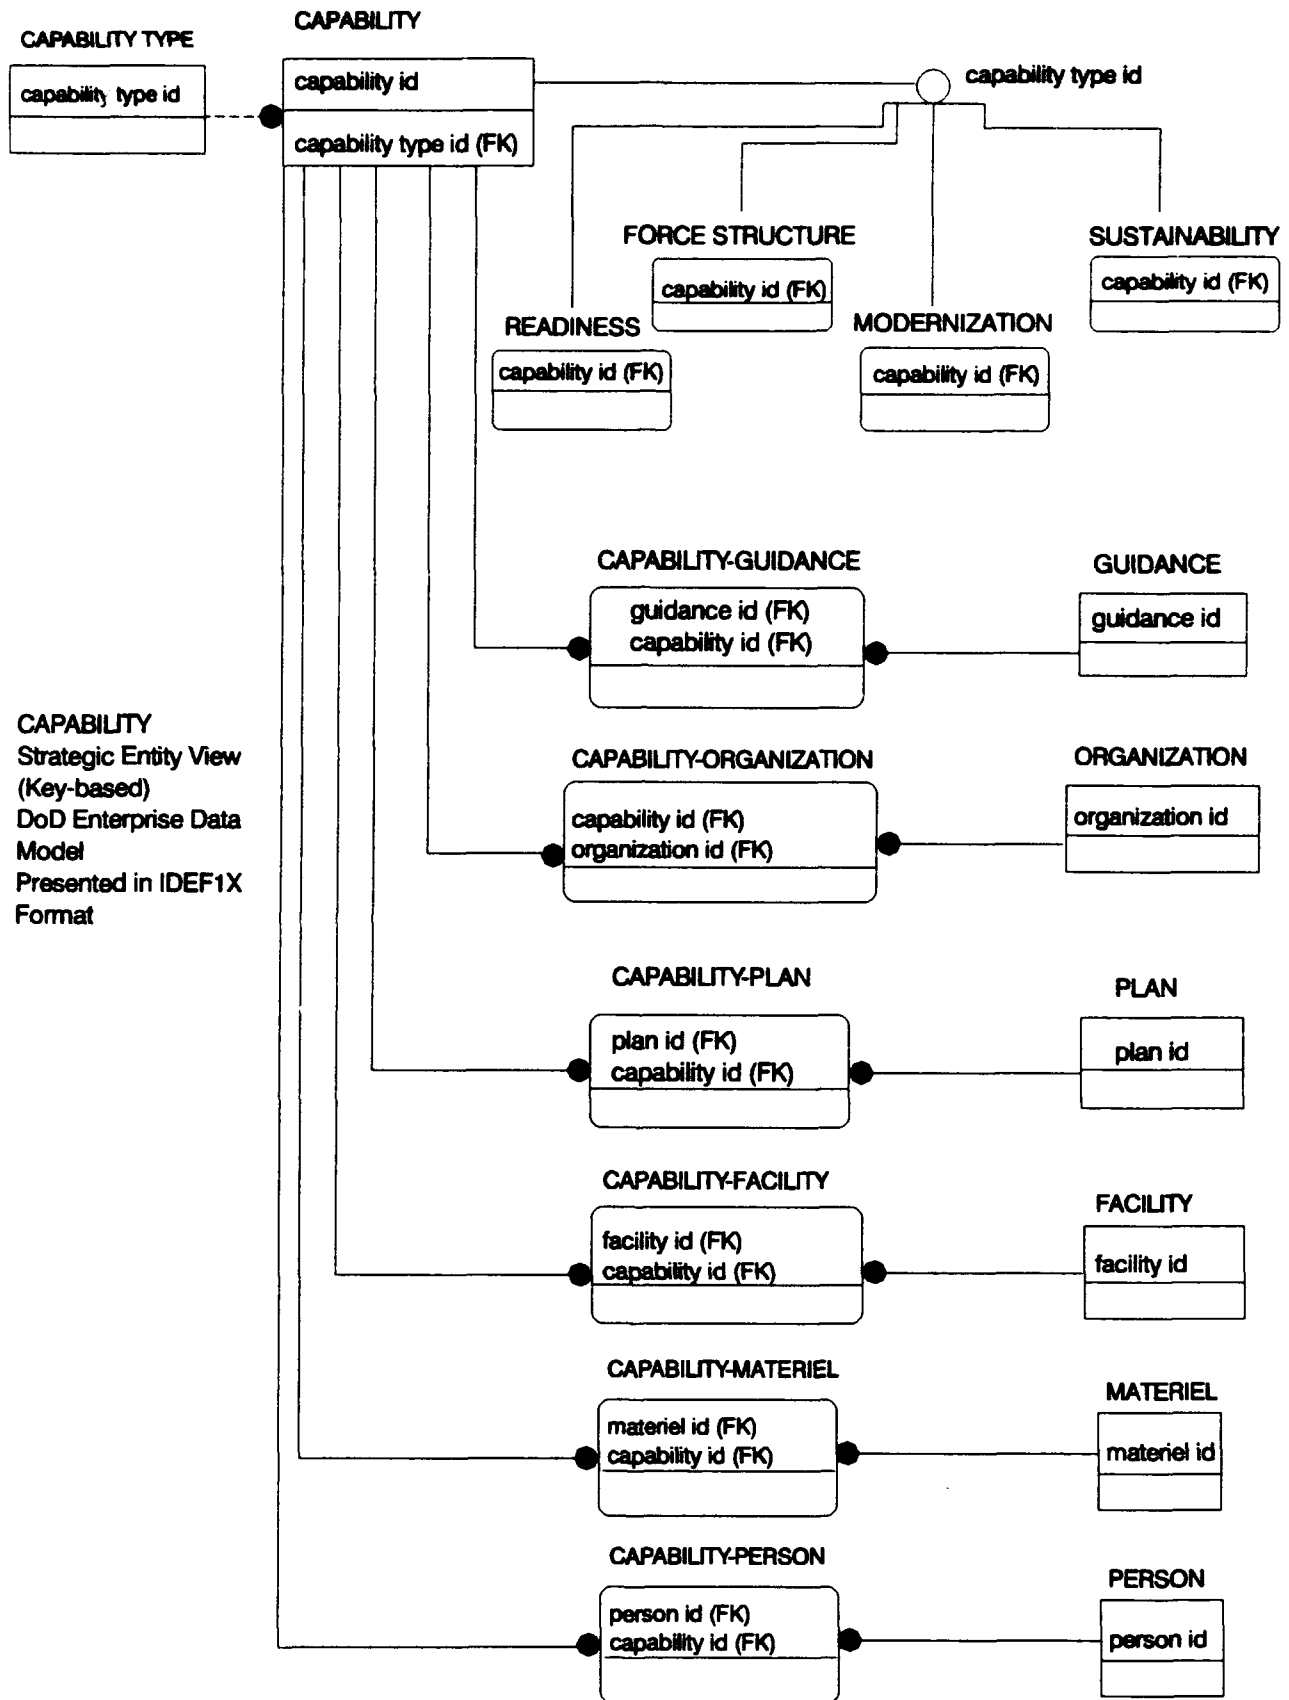 CAPABILITY
CAPABILITY TYPE
capability id
capability type id
capability type id
capability type id (FK)
FORCE STRUCTURE
capability id (FK)
SUSTAINABILITY
capability id (FK)
READINESS
capability id (FK)
MODERNIZATION
capability id (FK)
CAPABILITY-GUIDANCE
guidance id (FK)
capability id (FK)
GUIDANCE
guidance id
CAPABILITY
Strategic Entity View
(Key-based)
DoD Enterprise Data
Model
Presented in IDEF1X
Format
CAPABILITY-ORGANIZATION
capability id (FK)
organization id (FK)
ORGANIZATION
organization id
CAPABILITY-PLAN
plan id (FK)
capability id (FK)
PLAN
plan id
CAPABILITY-FACILITY
facility id (FK)
capability id (FK)
FACILITY
facility id
CAPABILITY-MATERIEL
materiel id (FK)
capability id (FK)
MATERIEL
materiel id
CAPABILITY-PERSON
person id (FK)
capability id (FK)
PERSON
person id